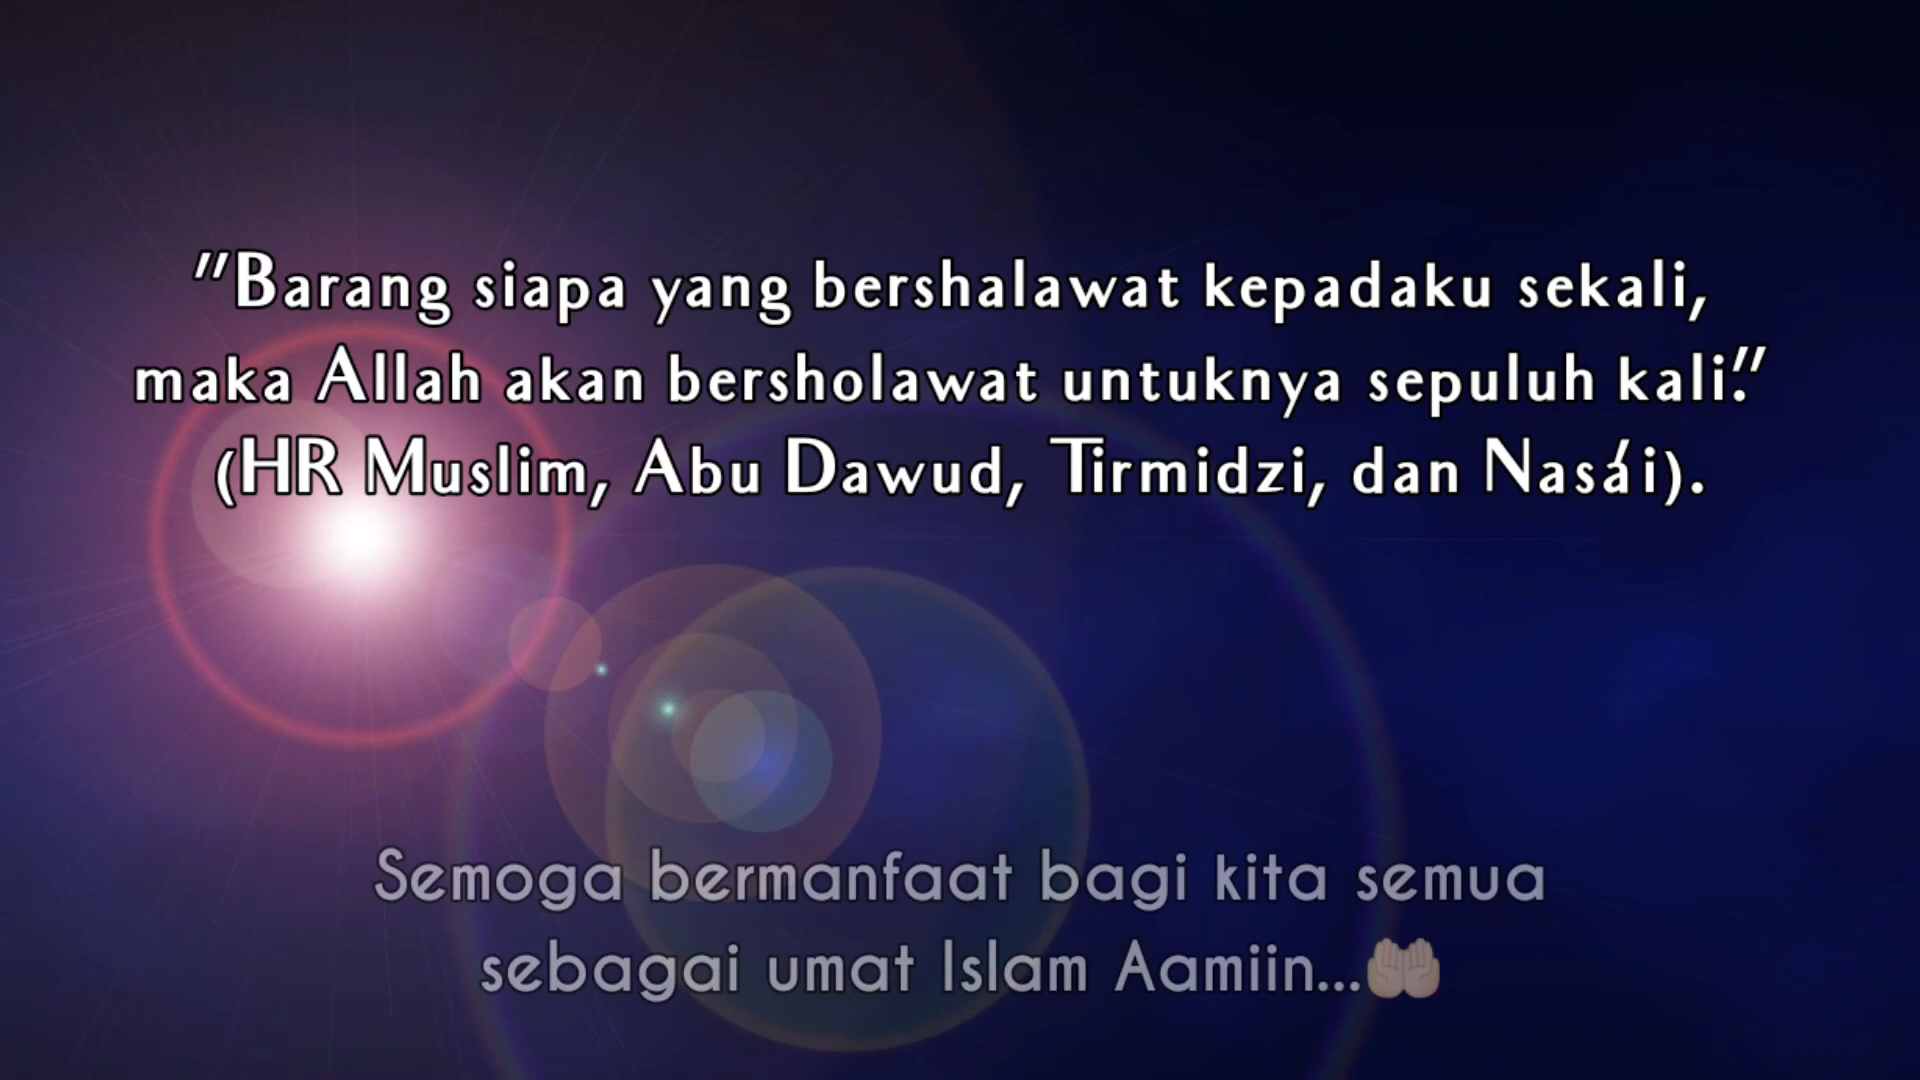 "Barang siapa yang bershalawat kepadaku sekali,
maka Allah akan bersholawat untuknya sepuluh kali."
(HR Muslim, Abu Dawud, Tirmidzi, dan Nasa'i).
Semoga bermanfaat bagi kita semua
sebagai umat Islam Aamiin...🤲🏻